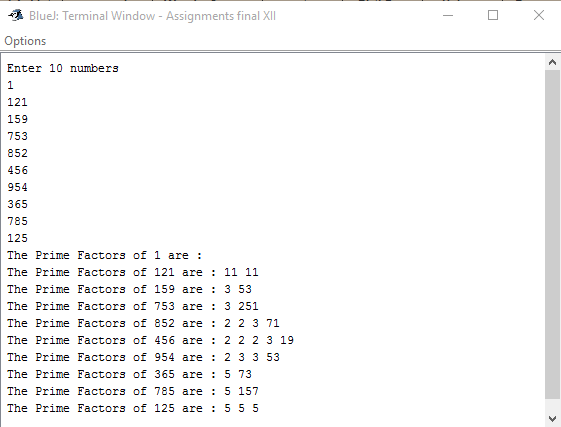 BlueJ: Terminal Window - Assignments final XII
Options
Enter 10 numbers
1
121
159
753
852
456
954
365
785
125
The Prime Factors of 1 are :
The Prime Factors of 121 are : 11 11
The Prime Factors of 159 are : 3 53
The Prime Factors of 753 are : 3 251
The Prime Factors of 852 are : 2 2 3 71
The Prime Factors of 456 are : 2 2 2 3 19
The Prime Factors of 954 are : 2 3 3 53
The Prime Factors of 365 are : 5 73
The Prime Factors of 785 are : 5 157
The Prime Factors of 125 are : 5 5 5